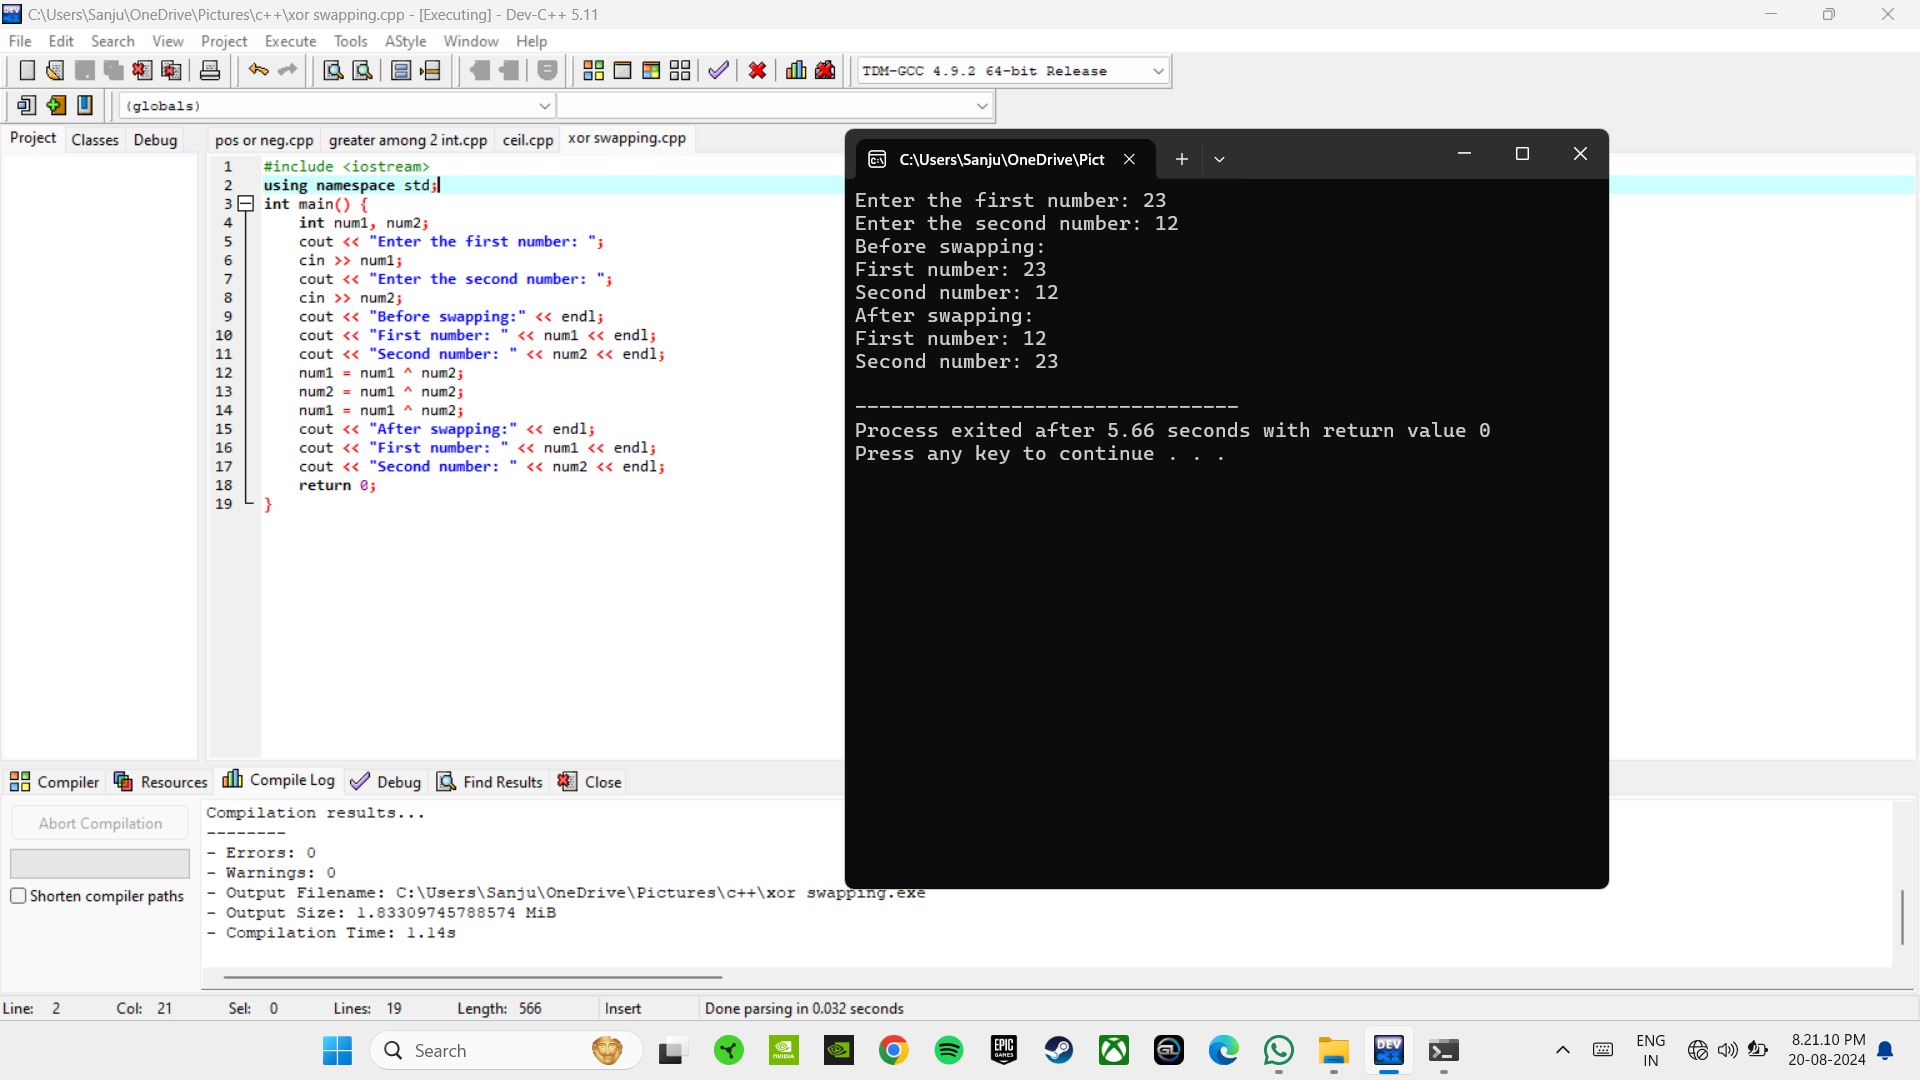 C:\Users\Sanju\OneDrive\Pictures\c++\xor swapping.cpp - [Executing] - Dev-C++ 5.11
File Edit Search View Project Execute Tools AStyle Window Help
TDM-GCC 4.9.2 64-bit Release
(globals)
Project Classes Debug
pos or neg.cpp greater among 2 int.cpp ceil.cpp xor swapping.cpp
1 #include <iostream>
2 using namespace std;
3 int main() {
4 int num1, num2;
5 cout << "Enter the first number: ";
6 cin >> num1;
7 cout << "Enter the second number: ";
8 cin >> num2;
9 cout << "Before swapping:" << endl;
10 cout << "First number: " << num1 << endl;
11 cout << "Second number: " << num2 << endl;
12 num1 = num1 ^ num2;
13 num2 = num1 ^ num2;
14 num1 = num1 ^ num2;
15 cout << "After swapping:" << endl;
16 cout << "First number: " << num1 << endl;
17 cout << "Second number: " << num2 << endl;
18 return 0;
19 }
C:\Users\Sanju\OneDrive\Pict
Enter the first number: 23
Enter the second number: 12
Before swapping:
First number: 23
Second number: 12
After swapping:
First number: 12
Second number: 23
--------------------------------
Process exited after 5.66 seconds with return value 0
Press any key to continue . . .
Compiler Resources Compile Log Debug Find Results Close
Abort Compilation
Shorten compiler paths
Compilation results...
--------
- Errors: 0
- Warnings: 0
- Output Filename: C:\Users\Sanju\OneDrive\Pictures\c++\xor swapping.exe
- Output Size: 1.83309745788574 MiB
- Compilation Time: 1.14s
Line: 2 Col: 21 Sel: 0 Lines: 19 Length: 566 Insert Done parsing in 0.032 seconds
Search
NVIDIA
EPIC GAMES
DEV C++
ENG
IN
8.21.10 PM
20-08-2024